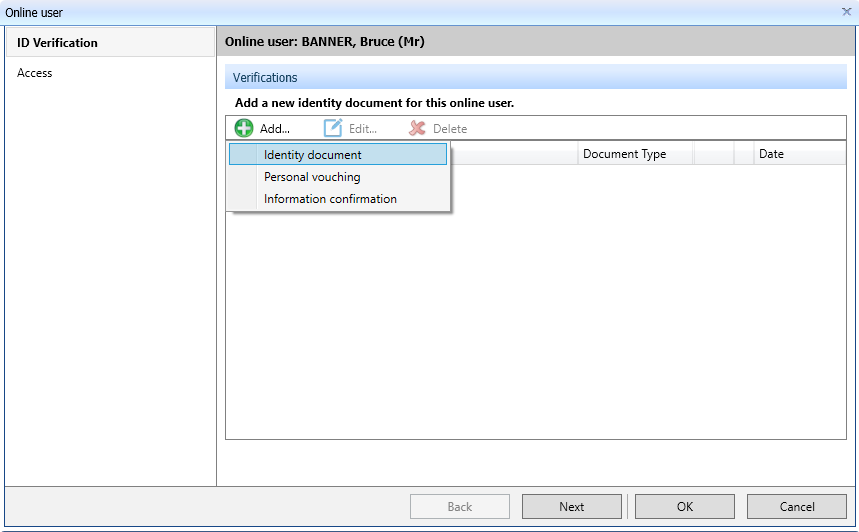 Online user
ID Verification
Access
Online user: BANNER, Bruce (Mr)
Verifications
Add a new identity document for this online user.
Add... Edit... Delete
Document Type Date
Identity document
Personal vouching
Information confirmation
Back Next OK Cancel